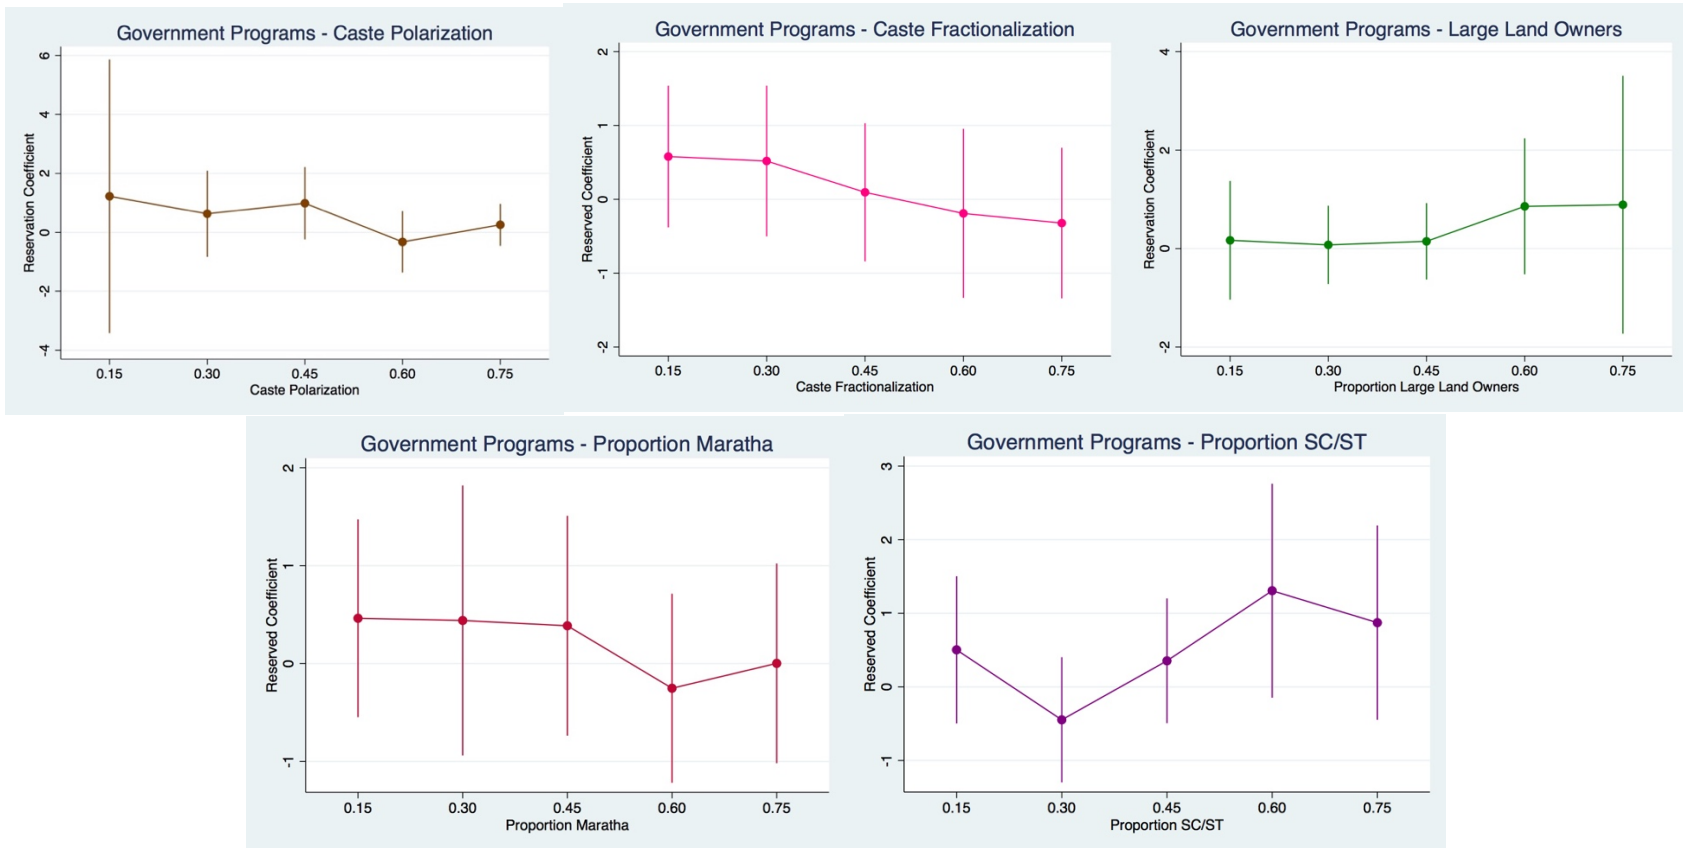 Government Programs - Caste Polarization
Reservation Coefficient
6
4
2
0
-2
-4
0.15 0.30 0.45 0.60 0.75
Caste Polarization
Government Programs - Caste Fractionalization
Reserved Coefficient
2
1
0
-1
-2
0.15 0.30 0.45 0.60 0.75
Caste Fractionalization
Government Programs - Large Land Owners
Reservation Coefficient
4
2
0
-2
0.15 0.30 0.45 0.60 0.75
Proportion Large Land Owners
Government Programs - Proportion Maratha
Reserved Coefficient
2
1
0
-1
0.15 0.30 0.45 0.60 0.75
Proportion Maratha
Government Programs - Proportion SC/ST
Reserved Coefficient
3
2
1
0
-1
0.15 0.30 0.45 0.60 0.75
Proportion SC/ST